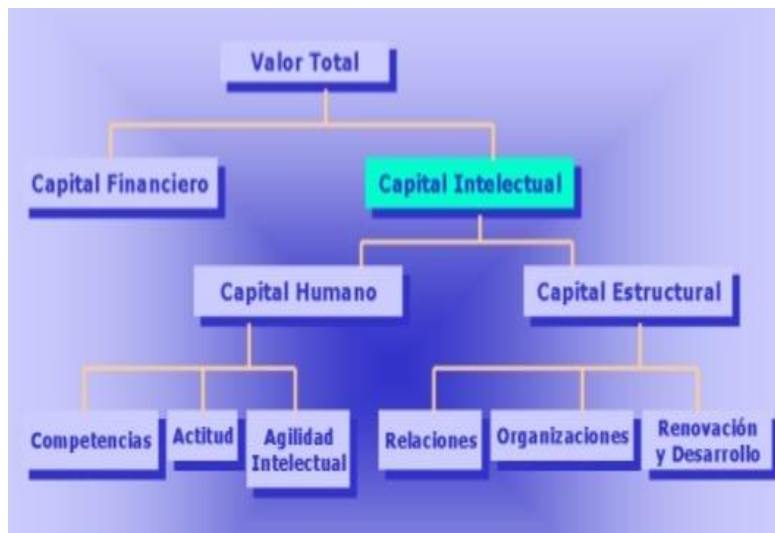 Valor Total
Capital Financiero
Capital Intelectual
Capital Humano
Capital Estructural
Competencias
Actitud
Agilidad
Intelectual
Relaciones
Organizaciones
Renovación
y Desarrollo